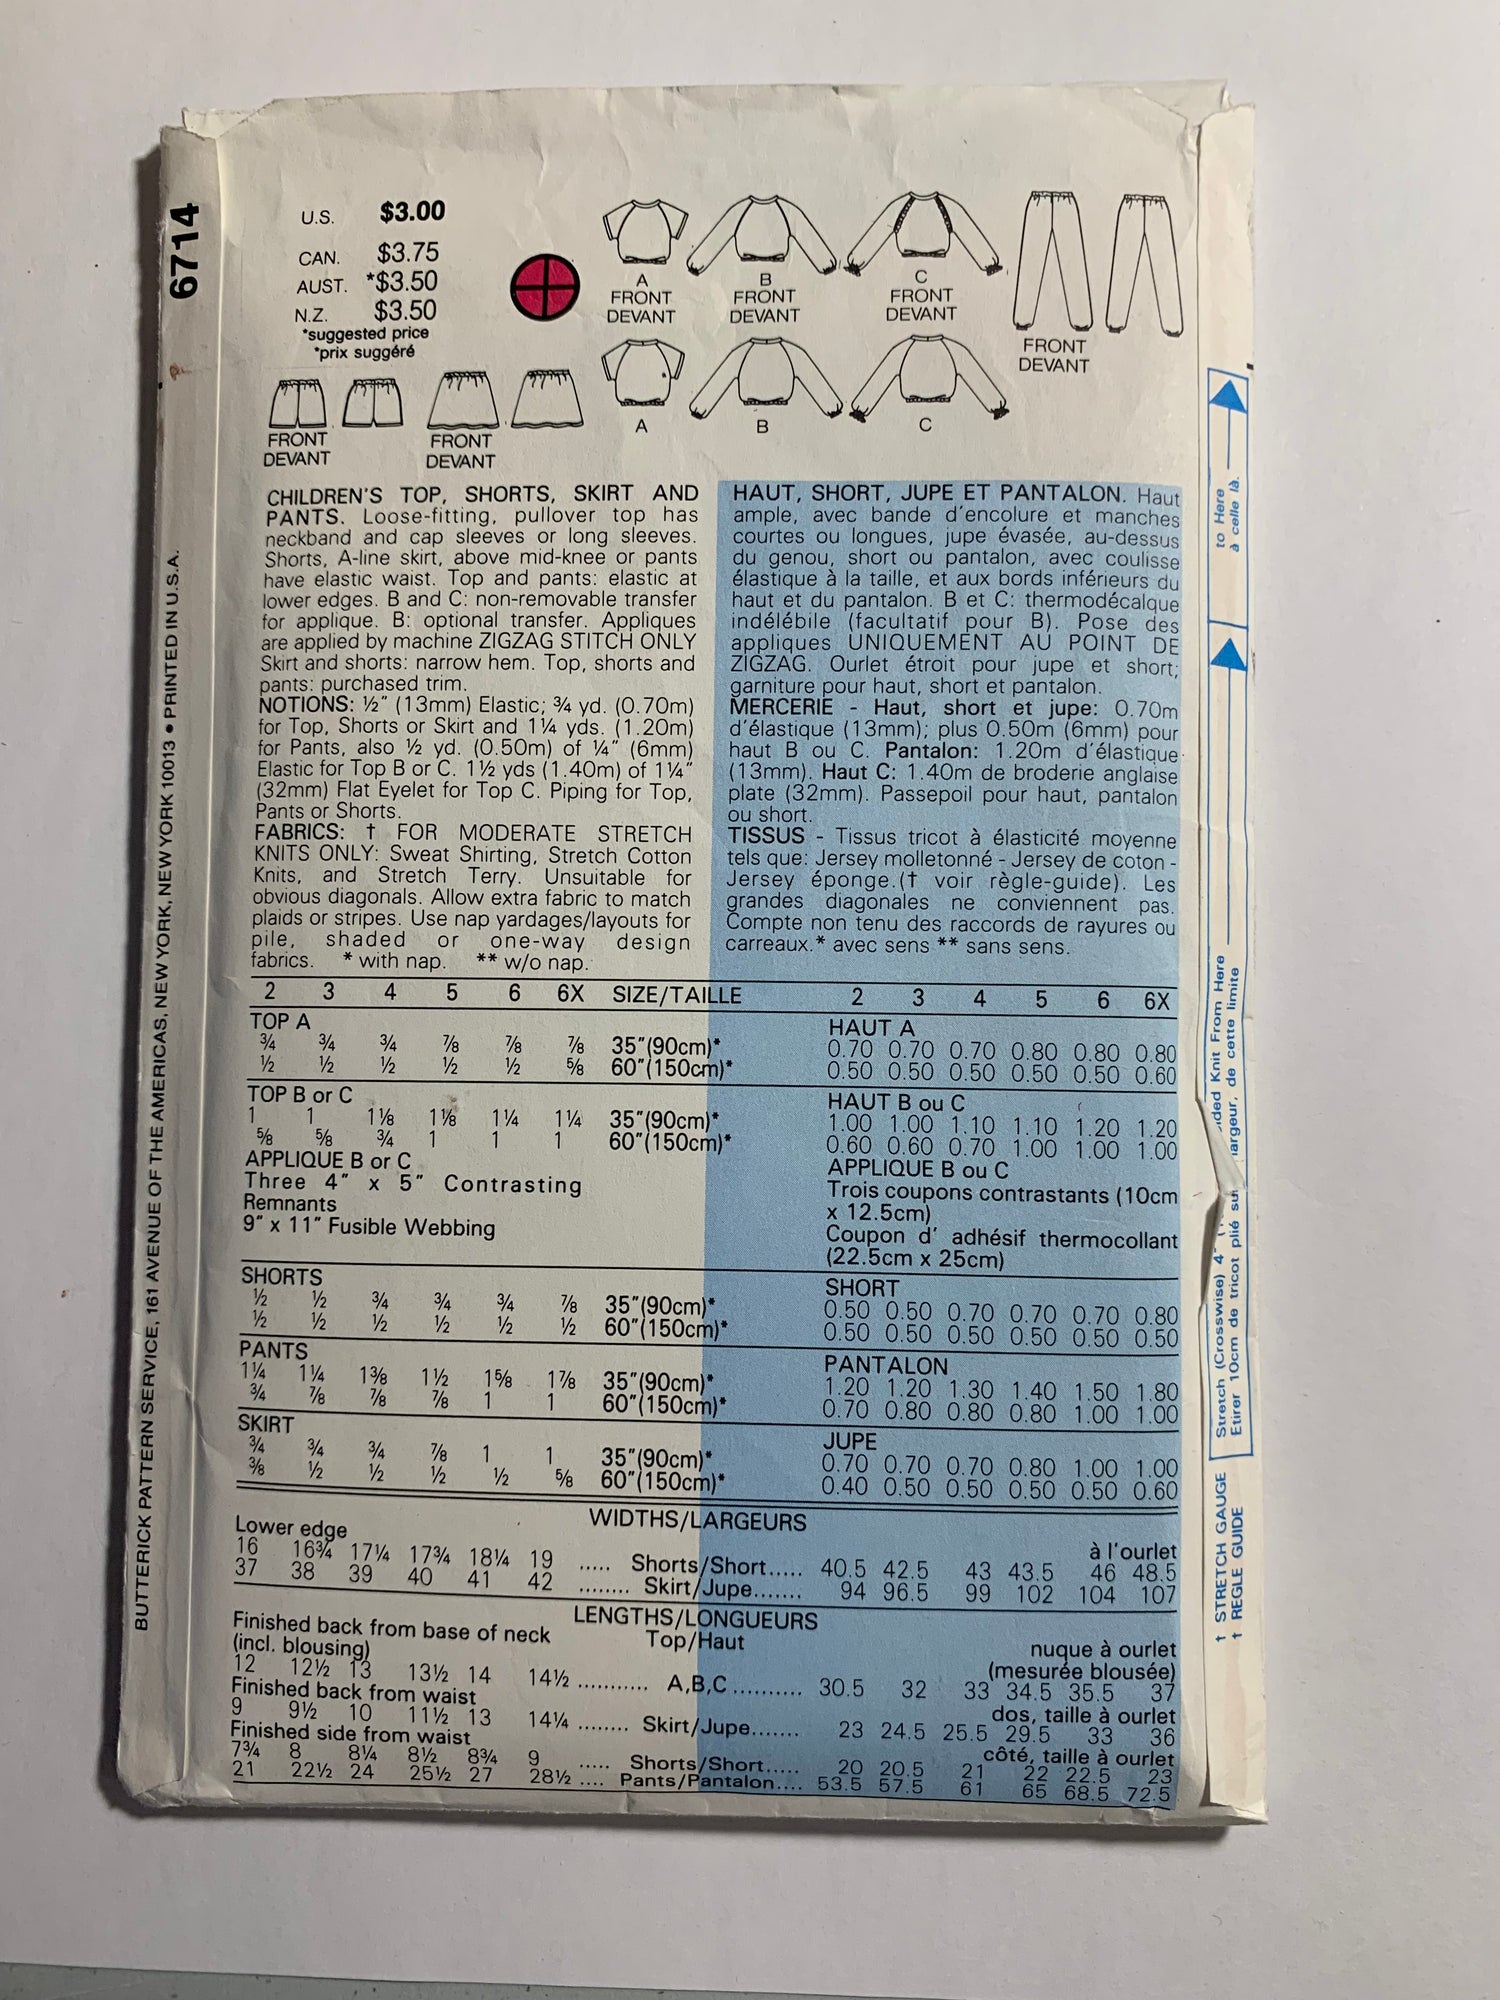 6714
BUTTERICK PATTERN SERVICE, 161 AVENUE OF THE AMERICAS, NEW YORK, NEW YORK 10013 • PRINTED IN U.S.A.
U.S. $3.00
CAN. $3.75
AUST. *$3.50
N.Z. $3.50
*suggested price
*prix suggéré
A
FRONT
DEVANT
B
FRONT
DEVANT
C
FRONT
DEVANT
FRONT
DEVANT
A
B
C
FRONT
DEVANT
FRONT
DEVANT
CHILDREN'S TOP, SHORTS, SKIRT AND
PANTS. Loose-fitting, pullover top has
neckband and cap sleeves or long sleeves.
Shorts, A-line skirt, above mid-knee or pants
have elastic waist. Top and pants: elastic at
lower edges. B and C: non-removable transfer
for applique. B: optional transfer. Appliques
are applied by machine ZIGZAG STITCH ONLY
Skirt and shorts: narrow hem. Top, shorts and
pants: purchased trim.
NOTIONS: ½" (13mm) Elastic; ¾ yd. (0.70m)
for Top, Shorts or Skirt and 1¼ yds. (1.20m)
for Pants, also ½ yd. (0.50m) of ¼" (6mm)
Elastic for Top B or C. 1½ yds (1.40m) of 1¼"
(32mm) Flat Eyelet for Top C. Piping for Top,
Pants or Shorts.
FABRICS: † FOR MODERATE STRETCH
KNITS ONLY: Sweat Shirting, Stretch Cotton
Knits, and Stretch Terry. Unsuitable for
obvious diagonals. Allow extra fabric to match
plaids or stripes. Use nap yardages/layouts for
pile, shaded or one-way design
fabrics. * with nap. ** w/o nap.
HAUT, SHORT, JUPE ET PANTALON. Haut
ample, avec bande d'encolure et manches
courtes ou longues, jupe évasée, au-dessus
du genou, short ou pantalon, avec coulisse
élastique à la taille, et aux bords inférieurs du
haut et du pantalon. B et C: thermodécalque
indélébile (facultatif pour B). Pose des
appliques UNIQUEMENT AU POINT DE
ZIGZAG. Ourlet étroit pour jupe et short;
garniture pour haut, short et pantalon.
MERCERIE - Haut, short et jupe: 0.70m
d'élastique (13mm); plus 0.50m (6mm) pour
haut B ou C. Pantalon: 1.20m d'élastique
(13mm). Haut C: 1.40m de broderie anglaise
plate (32mm). Passepoil pour haut, pantalon
ou short.
TISSUS - Tissus tricot à élasticité moyenne
tels que: Jersey molletonné - Jersey de coton -
Jersey éponge.(† voir règle-guide). Les
grandes diagonales ne conviennent pas.
Compte non tenu des raccords de rayures ou
carreaux.* avec sens ** sans sens.
2 3 4 5 6 6X SIZE/TAILLE 2 3 4 5 6 6X
TOP A HAUT A
¾ ¾ ¾ ⅞ ⅞ ⅞ 35"(90cm)* 0.70 0.70 0.70 0.80 0.80 0.80
½ ½ ½ ½ ½ ⅝ 60"(150cm)* 0.50 0.50 0.50 0.50 0.50 0.60
TOP B or C HAUT B ou C
1 1 1⅛ 1⅛ 1¼ 1¼ 35"(90cm)* 1.00 1.00 1.10 1.10 1.20 1.20
⅝ ⅝ ¾ 1 1 1 60"(150cm)* 0.60 0.60 0.70 1.00 1.00 1.00
APPLIQUE B or C
Three 4" x 5" Contrasting
Remnants
9" x 11" Fusible Webbing
APPLIQUE B ou C
Trois coupons contrastants (10cm
x 12.5cm)
Coupon d' adhésif thermocollant
(22.5cm x 25cm)
SHORTS SHORT
½ ½ ¾ ¾ ¾ ⅞ 35"(90cm)* 0.50 0.50 0.70 0.70 0.70 0.80
½ ½ ½ ½ ½ ½ 60"(150cm)* 0.50 0.50 0.50 0.50 0.50 0.50
PANTS PANTALON
1¼ 1¼ 1⅜ 1½ 1⅝ 1⅞ 35"(90cm)* 1.20 1.20 1.30 1.40 1.50 1.80
¾ ⅞ ⅞ ⅞ 1 1 60"(150cm)* 0.70 0.80 0.80 0.80 1.00 1.00
SKIRT JUPE
¾ ¾ ¾ ⅞ 1 1 35"(90cm)* 0.70 0.70 0.70 0.80 1.00 1.00
⅜ ½ ½ ½ ½ ⅝ 60"(150cm)* 0.40 0.50 0.50 0.50 0.50 0.60
WIDTHS/LARGEURS
Lower edge à l'ourlet
16 16¾ 17¼ 17¾ 18¼ 19 ..... Shorts/Short..... 40.5 42.5 43 43.5 46 48.5
37 38 39 40 41 42 ........ Skirt/Jupe....... 94 96.5 99 102 104 107
LENGTHS/LONGUEURS
Finished back from base of neck Top/Haut nuque à ourlet
(incl. blousing) (mesurée blousée)
12 12½ 13 13½ 14 14½ ........... A,B,C .......... 30.5 32 33 34.5 35.5 37
Finished back from waist dos, taille à ourlet
9 9½ 10 11½ 13 14¼ ........ Skirt/Jupe....... 23 24.5 25.5 29.5 33 36
Finished side from waist côté, taille à ourlet
7¾ 8 8¼ 8½ 8¾ 9 ..... Shorts/Short..... 20 20.5 21 22 22.5 23
21 22½ 24 25½ 27 28½ .... Pants/Pantalon.... 53.5 57.5 61 65 68.5 72.5
† STRETCH GAUGE
† REGLE GUIDE
Stretch (Crosswise) 4" Knit From Here
Etirer 10cm de tricot plié su largeur, de cette limite
to Here
à celle là.